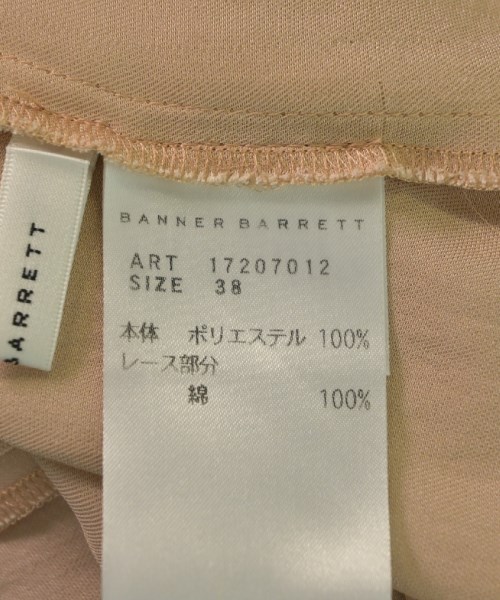 BANNER BARRETT
ART 17207012
SIZE 38
本体 ポリエステル 100%
レース部分
綿 100%
BARRETT